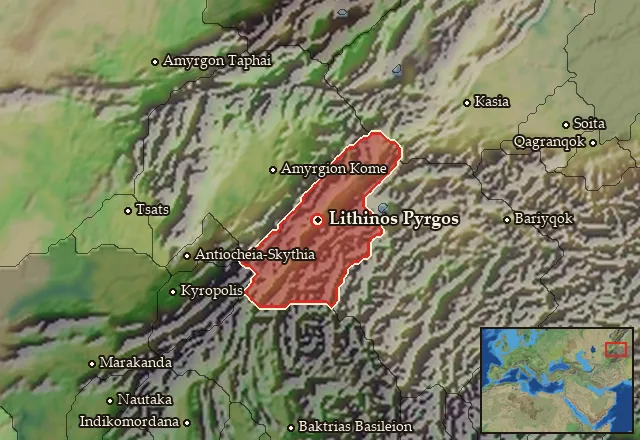 Amyrgon Taphai
Kasia
Soita
Qagranqok
Amyrgion Kome
Tsats
Lithinos Pyrgos
Bariyqok
Antiocheia-Skythia
Kyropolis
Marakanda
Nautaka
Indikomordana
Baktrias Basileion